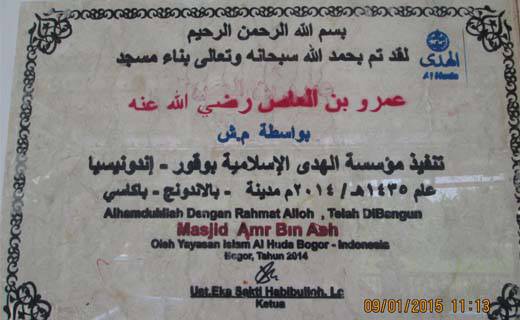 بسم الله الرحمن الرحيم
لقد تم بحمد الله سبحانه وتعالى بناء مسجد
الهدى
Al Huda
عمرو بن العاص رضي الله عنه
بواسطة م.ش
تنفيذ مؤسسة الهدى الإسلامية بوقور - إندونيسيا
عام ١٤٣٥هـ / ٢٠١٤م مدينة - بالاندونج - باكاسي
Alhamdulilah Dengan Rahmat Alloh , Telah DiBangun
Masjid Amr Bin Ash
Oleh Yayasan Islam Al Huda Bogor - Indonesia
Bogor, Tahun 2014
Ust.Eka Sakti Habibulloh, Lc
Ketua
09/01/2015 11:13